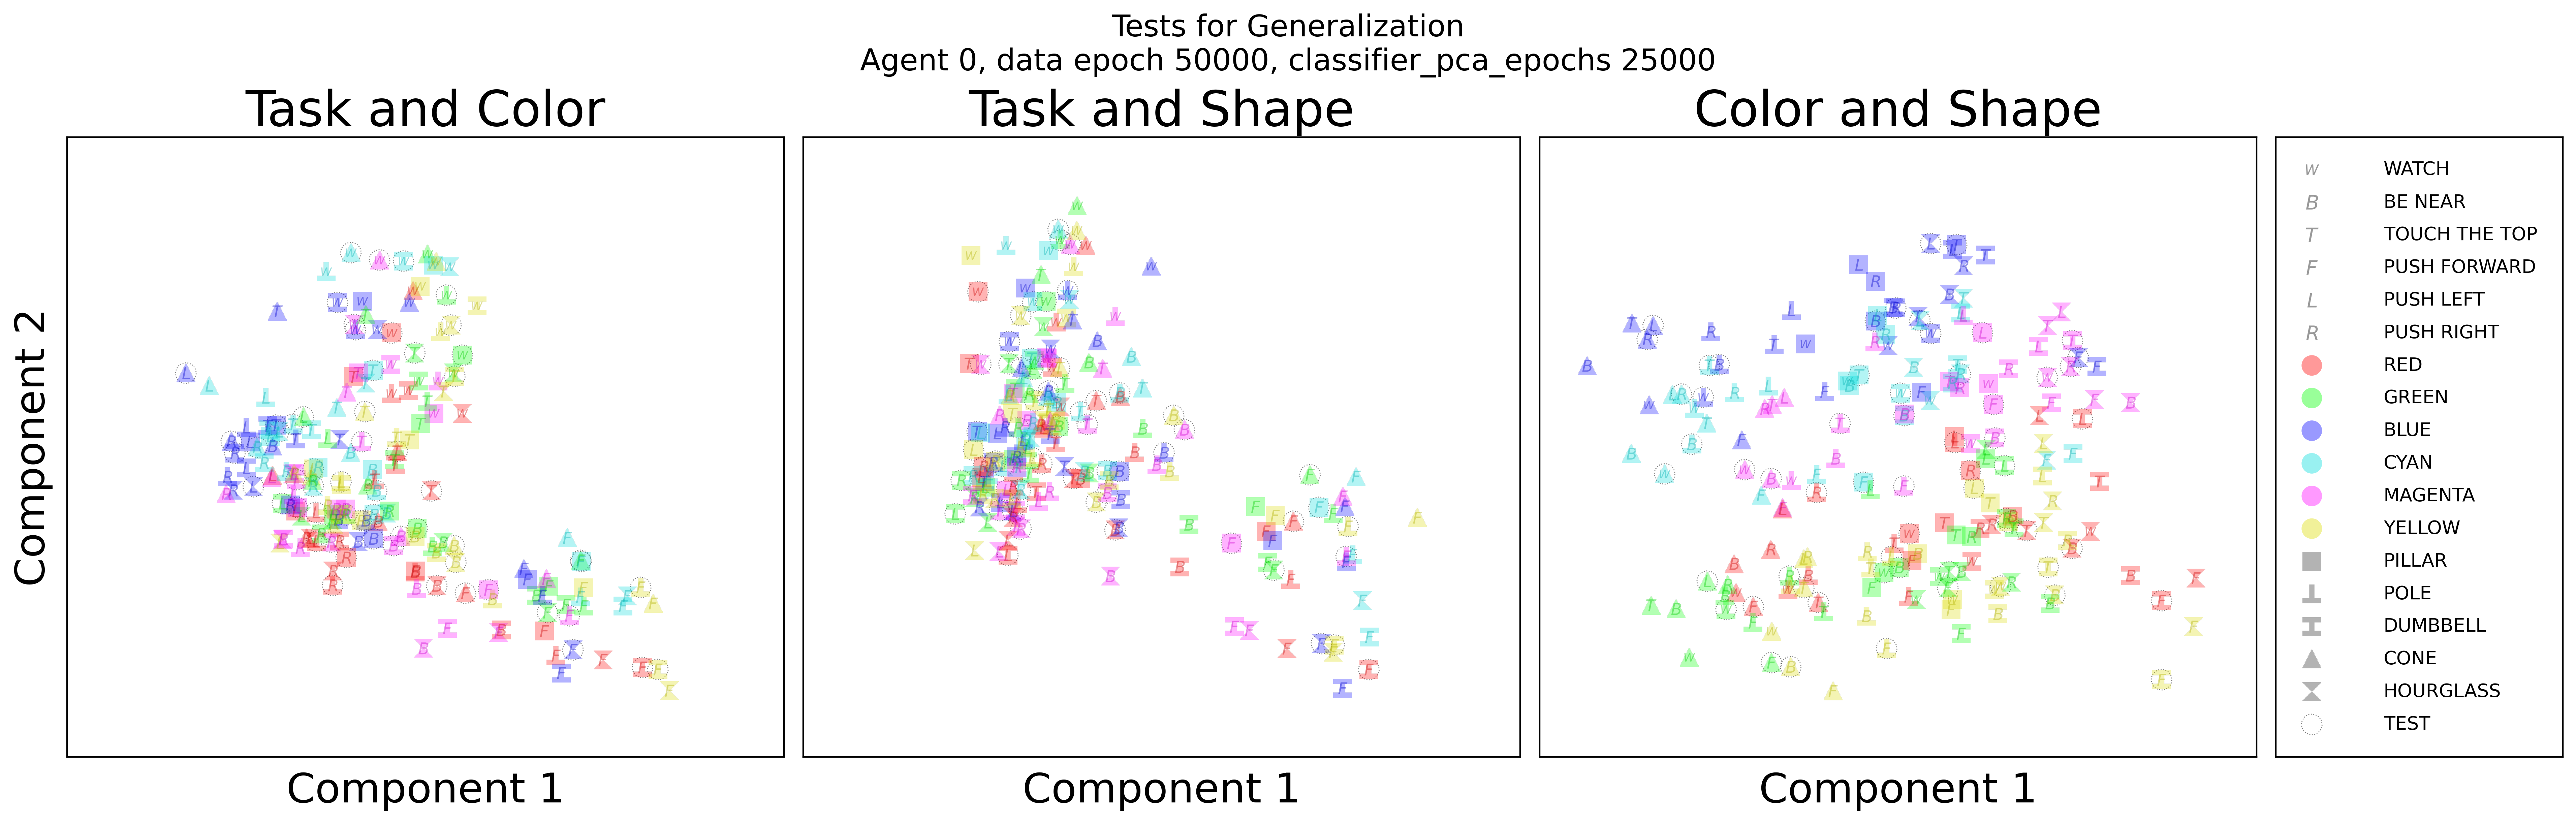 Tests for Generalization
Agent 0, data epoch 50000, classifier_pca_epochs 25000
Task and Color
Task and Shape
Color and Shape
Component 2
Component 1
Component 1
Component 1
W WATCH
B BE NEAR
T TOUCH THE TOP
F PUSH FORWARD
L PUSH LEFT
R PUSH RIGHT
RED
GREEN
BLUE
CYAN
MAGENTA
YELLOW
PILLAR
POLE
DUMBBELL
CONE
HOURGLASS
TEST